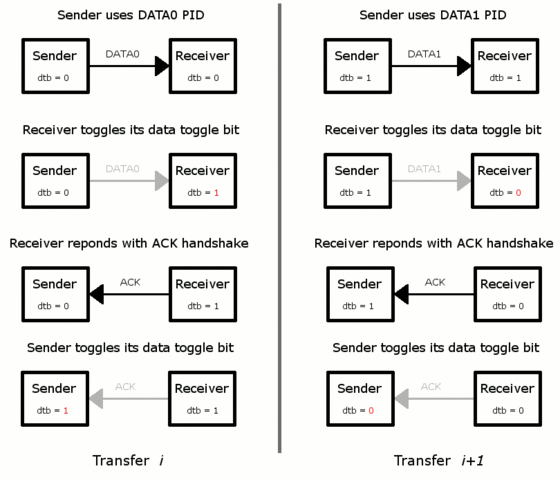 Sender uses DATA0 PID
Sender
DATA0
Receiver
dtb = 0
dtb = 0
Receiver toggles its data toggle bit
Sender
DATA0
Receiver
dtb = 0
dtb = 1
Receiver reponds with ACK handshake
Sender
ACK
Receiver
dtb = 0
dtb = 1
Sender toggles its data toggle bit
Sender
ACK
Receiver
dtb = 1
dtb = 1
Transfer i
Sender uses DATA1 PID
Sender
DATA1
Receiver
dtb = 1
dtb = 1
Receiver toggles its data toggle bit
Sender
DATA1
Receiver
dtb = 1
dtb = 0
Receiver reponds with ACK handshake
Sender
ACK
Receiver
dtb = 1
dtb = 0
Sender toggles its data toggle bit
Sender
ACK
Receiver
dtb = 0
dtb = 0
Transfer i+1